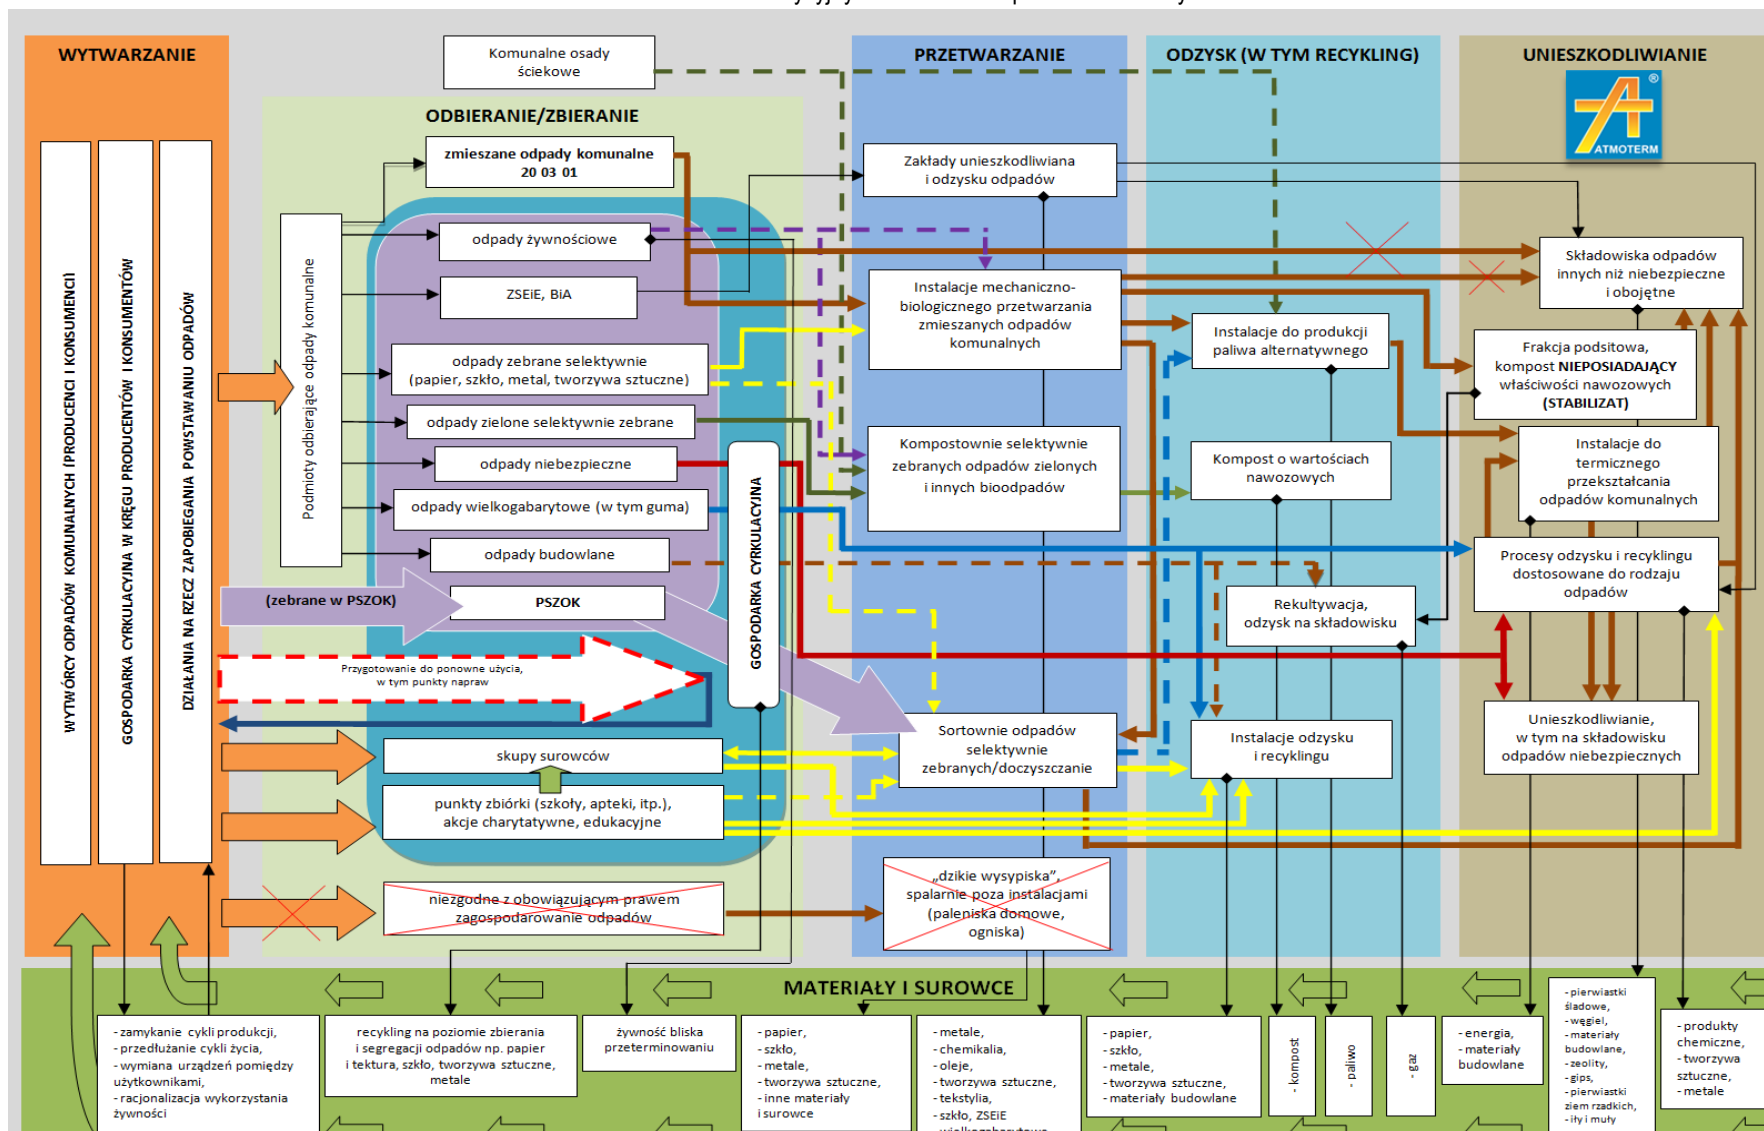 WYTWARZANIE
WYTWÓRCY ODPADÓW KOMUNALNYCH (PRODUCENCI I KONSUMENCI)
GOSPODARKA CYRKULACYJNA W KRĘGU PRODUCENTÓW I KONSUMENTÓW
DZIAŁANIA NA RZECZ ZAPOBIEGANIA POWSTAWANIU ODPADÓW
Komunalne osady
ściekowe
ODBIERANIE/ZBIERANIE
Podmioty odbierające odpady komunalne
zmieszane odpady komunalne
20 03 01
odpady żywnościowe
ZSEiE, BiA
odpady zebrane selektywnie
(papier, szkło, metal, tworzywa sztuczne)
odpady zielone selektywnie zebrane
odpady niebezpieczne
odpady wielkogabarytowe (w tym guma)
odpady budowlane
(zebrane w PSZOK)
PSZOK
GOSPODARKA CYRKULACYJNA
Przygotowanie do ponowne użycia,
w tym punkty napraw
skupy surowców
punkty zbiórki (szkoły, apteki, itp.),
akcje charytatywne, edukacyjne
niezgodne z obowiązującym prawem
zagospodarowanie odpadów
PRZETWARZANIE
Zakłady unieszkodliwiana
i odzysku odpadów
Instalacje mechaniczno-
biologicznego przetwarzania
zmieszanych odpadów
komunalnych
Kompostownie selektywnie
zebranych odpadów zielonych
i innych bioodpadów
Sortownie odpadów
selektywnie
zebranych/doczyszczanie
„dzikie wysypiska”,
spalarnie poza instalacjami
(paleniska domowe,
ogniska)
ODZYSK (W TYM RECYKLING)
Instalacje do produkcji
paliwa alternatywnego
Kompost o wartościach
nawozowych
Rekultywacja,
odzysk na składowisku
Instalacje odzysku
i recyklingu
UNIESZKODLIWIANIE
®
ATMOTERM
Składowiska odpadów
innych niż niebezpieczne
i obojętne
Frakcja podsitowa,
kompost NIEPOSIADAJĄCY
właściwości nawozowych
(STABILIZAT)
Instalacje do
termicznego
przekształcania
odpadów komunalnych
Procesy odzysku i recyklingu
dostosowane do rodzaju
odpadów
Unieszkodliwianie,
w tym na składowisku
odpadów niebezpiecznych
MATERIAŁY I SUROWCE
- zamykanie cykli produkcji,
- przedłużanie cykli życia,
- wymiana urządzeń pomiędzy
użytkownikami,
- racjonalizacja wykorzystania
żywności
recykling na poziomie zbierania
i segregacji odpadów np. papier
i tektura, szkło, tworzywa sztuczne,
metale
żywność bliska
przeterminowaniu
- papier,
- szkło,
- metale,
- tworzywa sztuczne,
- inne materiały
i surowce
- metale,
- chemikalia,
- oleje,
- tworzywa sztuczne,
- tekstylia,
- szkło, ZSEiE
- papier,
- szkło,
- metale,
- tworzywa sztuczne,
- materiały budowlane
- kompost
- paliwo
- gaz
- energia,
- materiały
budowlane
- pierwiastki
śladowe,
- węgiel,
- materiały
budowlane,
- zeolity,
- gips,
- pierwiastki
ziem rzadkich,
- iły i muły
- produkty
chemiczne,
- tworzywa
sztuczne,
- metale